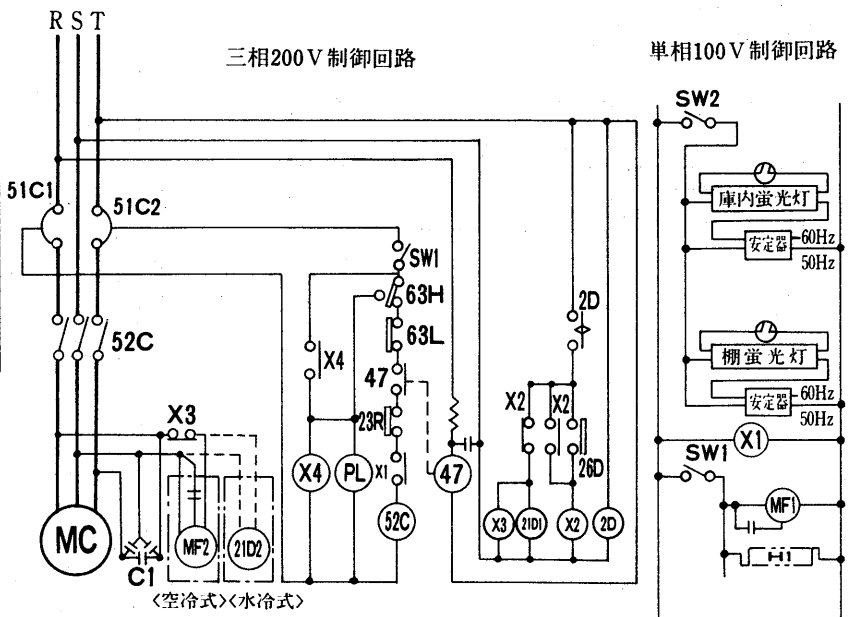 R S T
三相200V制御回路
単相100V制御回路
SW2
51C1
51C2
庫内蛍光灯
安定器
60Hz
50Hz
SW1
63H
63L
2D
52C
X4
47
X2
X2
棚蛍光灯
安定器
60Hz
50Hz
X3
23R
26D
X1
SW1
X4
PL
X1
47
52C
X3
21D1
X2
2D
MF1
MC
C1
MF2
21D2
H1
<空冷式><水冷式>